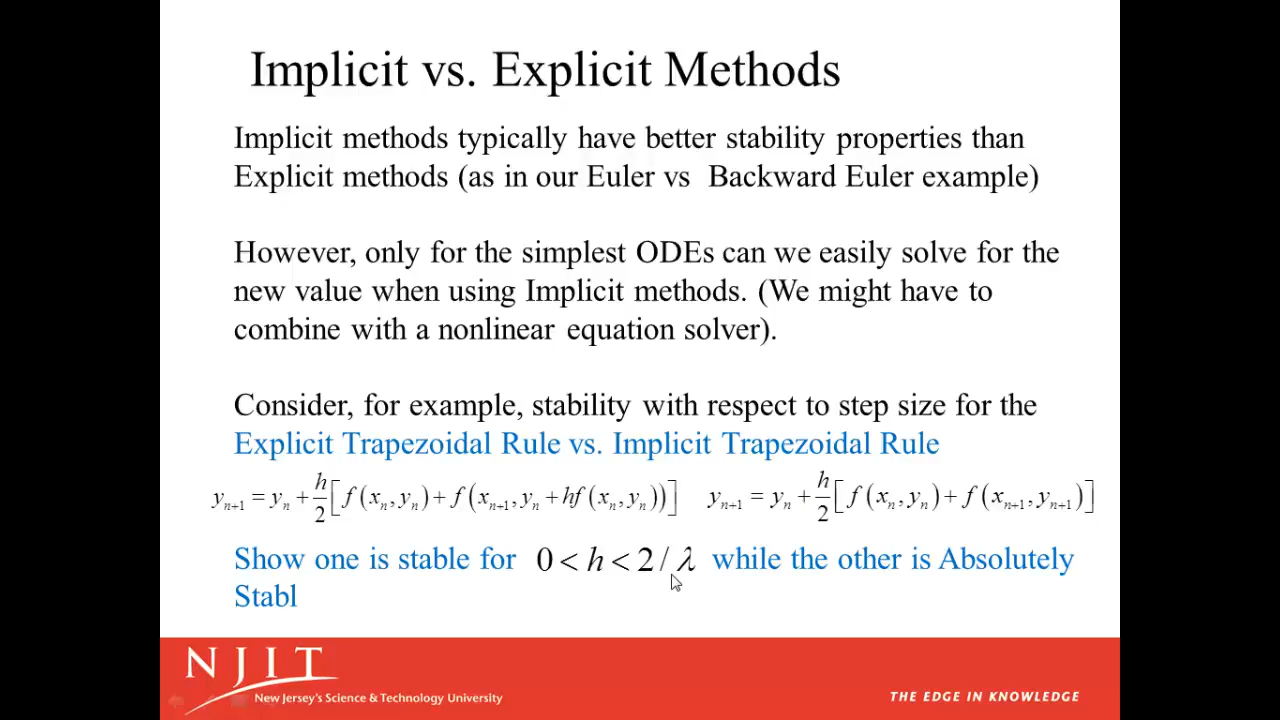 Implicit vs. Explicit Methods
Implicit methods typically have better stability properties than
Explicit methods (as in our Euler vs Backward Euler example)
However, only for the simplest ODEs can we easily solve for the
new value when using Implicit methods. (We might have to
combine with a nonlinear equation solver).
Consider, for example, stability with respect to step size for the
Explicit Trapezoidal Rule vs. Implicit Trapezoidal Rule
y_{n+1} = y_n + h/2 [ f(x_n, y_n) + f(x_{n+1}, y_n + hf(x_n, y_n)) ] y_{n+1} = y_n + h/2 [ f(x_n, y_n) + f(x_{n+1}, y_{n+1}) ]
Show one is stable for 0 < h < 2 / λ while the other is Absolutely
Stabl
NJIT
New Jersey's Science & Technology University
THE EDGE IN KNOWLEDGE